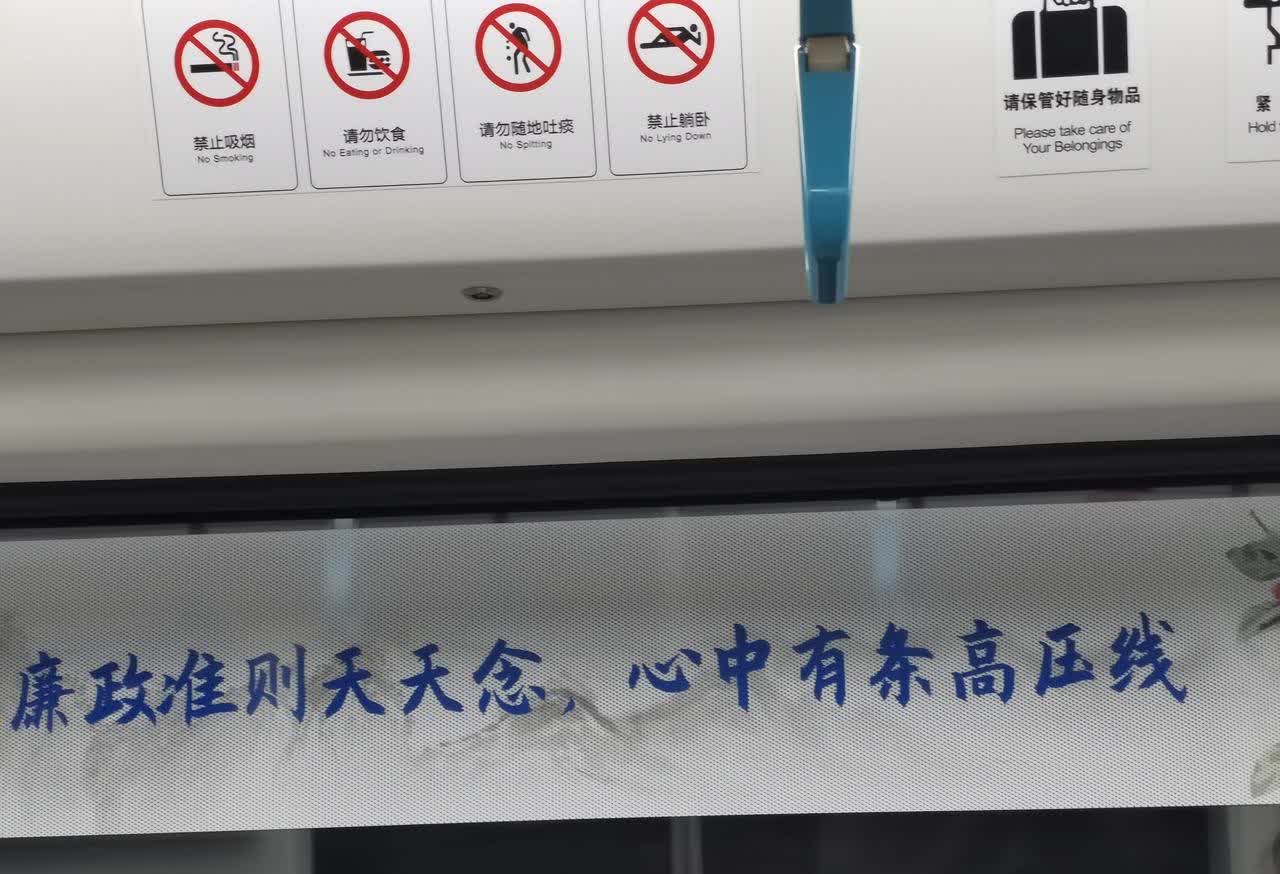 禁止吸烟
No Smoking
请勿饮食
No Eating or Drinking
请勿随地吐痰
No Spitting
禁止躺卧
No Lying Down
请保管好随身物品
Please take care of
Your Belongings
紧
Hold
廉政准则天天念，心中有条高压线